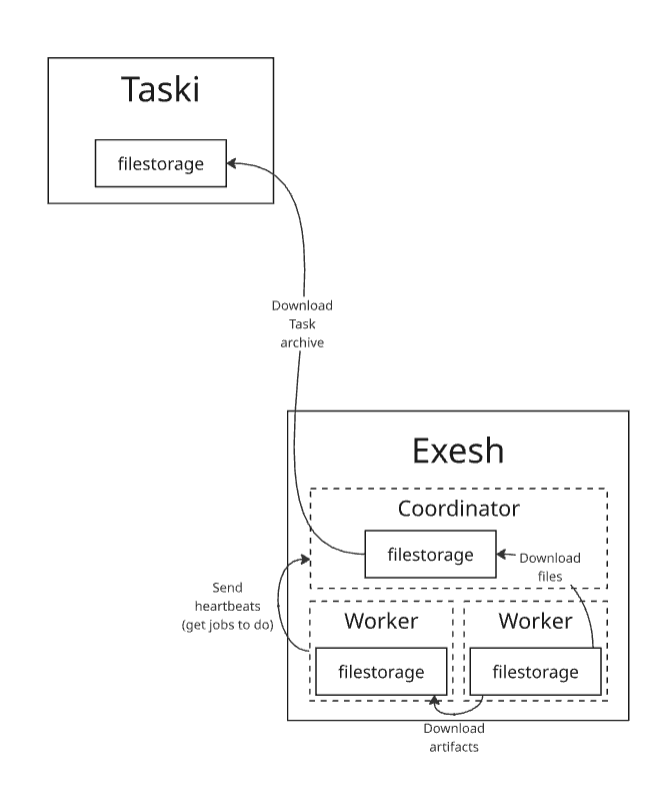 Taski
filestorage
Download
Task
archive
Exesh
Coordinator
filestorage
Download
files
Send
heartbeats
(get jobs to do)
Worker
Worker
filestorage
filestorage
Download
artifacts